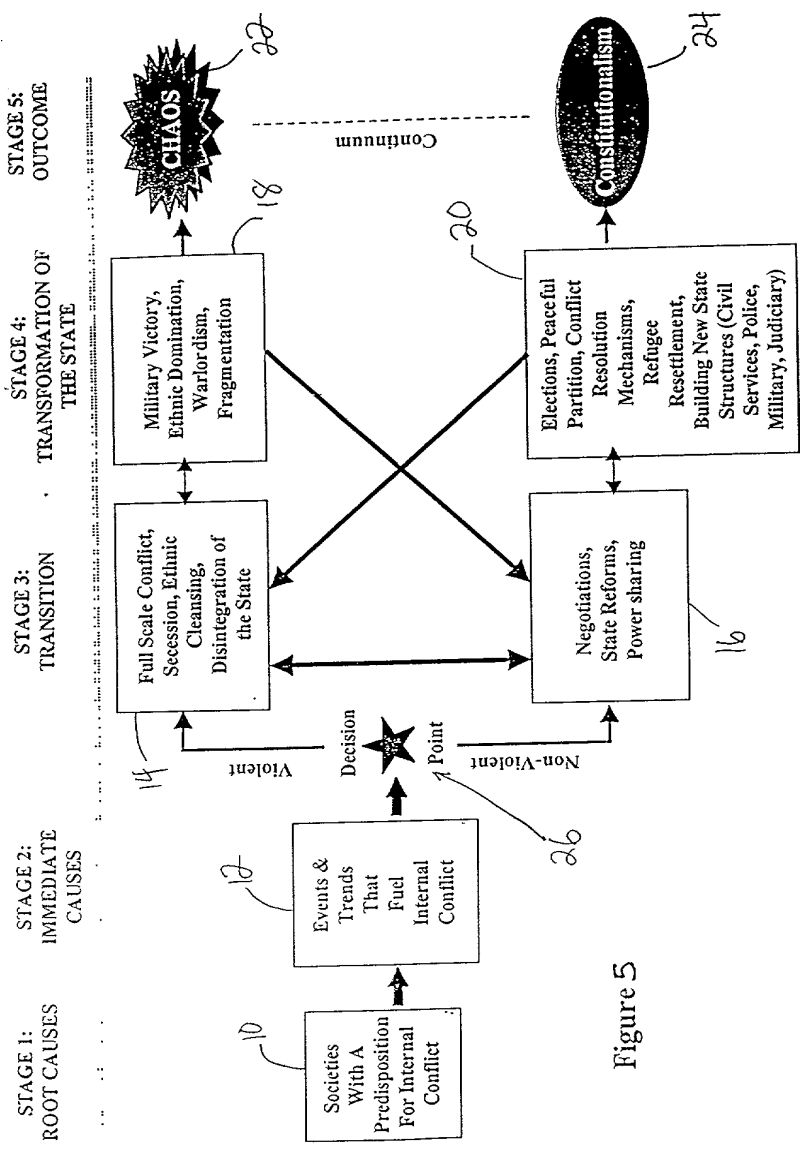 STAGE 1:
ROOT CAUSES
STAGE 2:
IMMEDIATE
CAUSES
STAGE 3:
TRANSITION
STAGE 4:
TRANSFORMATION OF
THE STATE
STAGE 5:
OUTCOME
10
Societies
With A
Predisposition
For Internal
Conflict
12
Events &
Trends
That
Fuel
Internal
Conflict
Violent
Decision
Point
Non-Violent
26
14
Full Scale Conflict,
Secession, Ethnic
Cleansing,
Disintegration of
the State
16
Negotiations,
State Reforms,
Power sharing
18
Military Victory,
Ethnic Domination,
Warlordism,
Fragmentation
20
Elections, Peaceful
Partition, Conflict
Resolution
Mechanisms,
Refugee
Resettlement,
Building New State
Structures (Civil
Services, Police,
Military, Judiciary)
22
CHAOS
Continuum
24
Constitutionalism
Figure 5